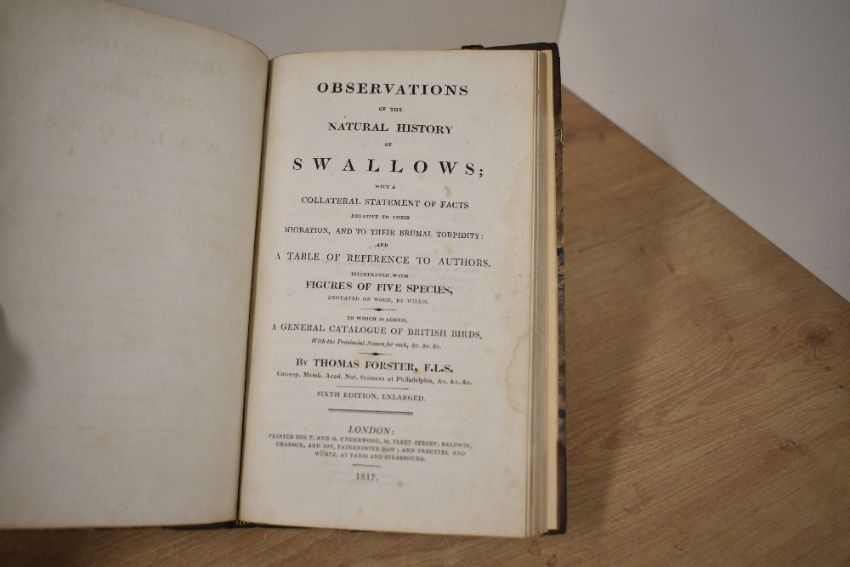 OBSERVATIONS
OF THE
NATURAL HISTORY
OF
SWALLOWS;
WITH A
COLLATERAL STATEMENT OF FACTS
RELATIVE TO THEIR
MIGRATION, AND TO THEIR BRUMAL TORPIDITY:
AND
A TABLE OF REFERENCE TO AUTHORS.
ILLUSTRATED WITH
FIGURES OF FIVE SPECIES,
ENGRAVED ON WOOD, BY WILLIS.
TO WHICH IS ADDED,
A GENERAL CATALOGUE OF BRITISH BIRDS,
With the Provincial Names for each, &c. &c. &c.
By THOMAS FORSTER, F.L.S.
Corresp. Memb. Acad. Nat. Sciences at Philadelphia, &c. &c. &c.
SIXTH EDITION, ENLARGED.
LONDON:
PRINTED FOR T. AND G. UNDERWOOD, 32, FLEET STREET; BALDWIN,
CRADOCK, AND JOY, PATERNOSTER ROW; AND TREUTTEL AND
WÜRTZ, AT PARIS AND STRASBOURG.
1817.